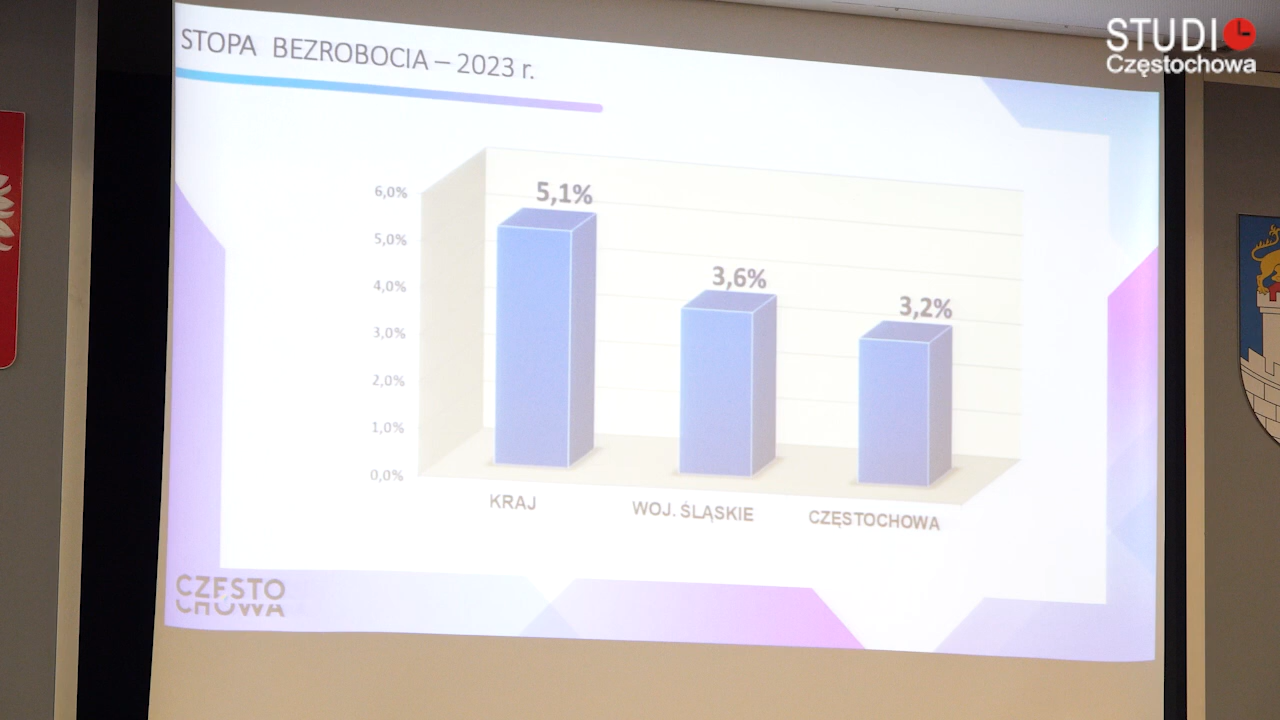 STUDIO
Częstochowa
STOPA BEZROBOCIA – 2023 r.
6,0%
5,0%
4,0%
3,0%
2,0%
1,0%
0,0%
5,1%
3,6%
3,2%
KRAJ
WOJ. ŚLĄSKIE
CZĘSTOCHOWA
CZĘSTO
CHOWA